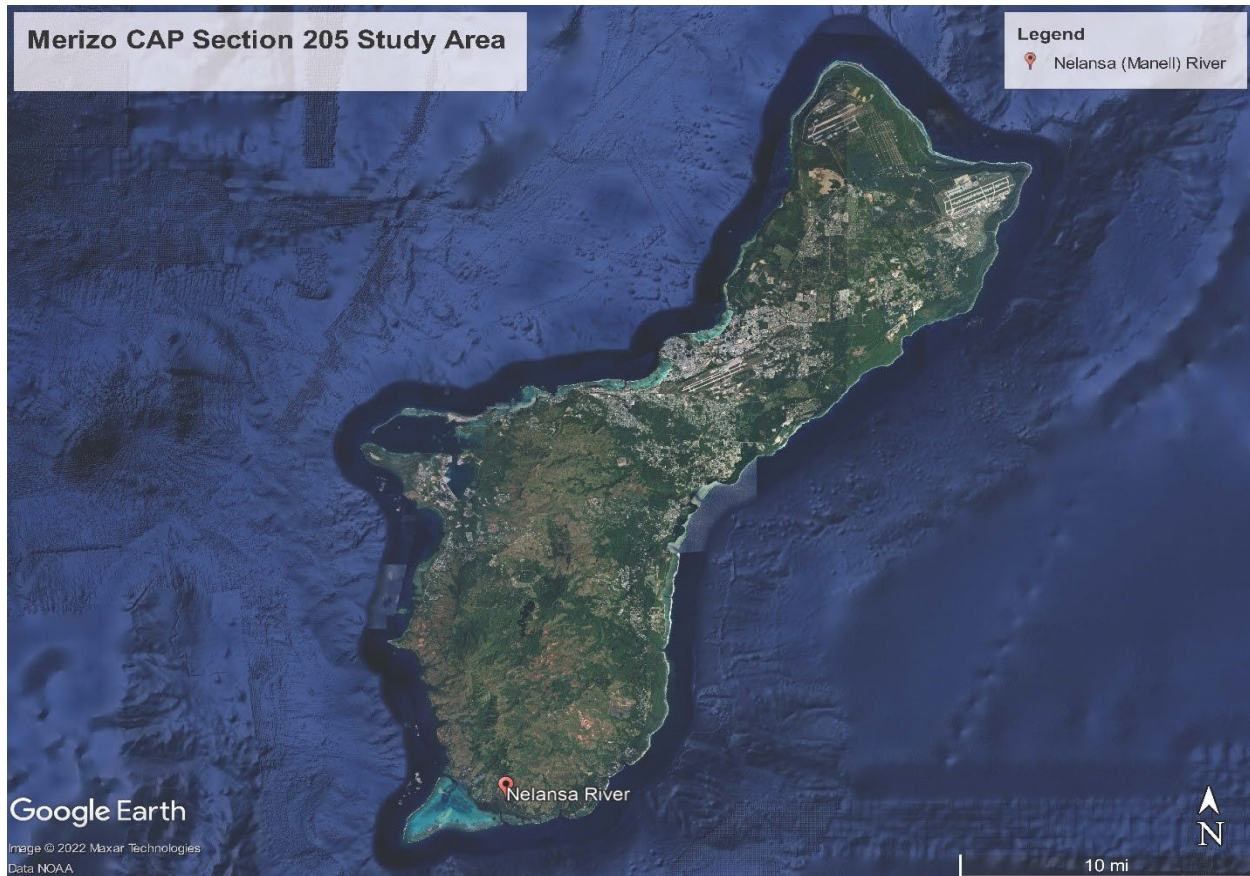 Merizo CAP Section 205 Study Area
Legend
Nelansa (Manell) River
Nelansa River
Google Earth
Image © 2022 Maxar Technologies
Data NOAA
N
10 mi